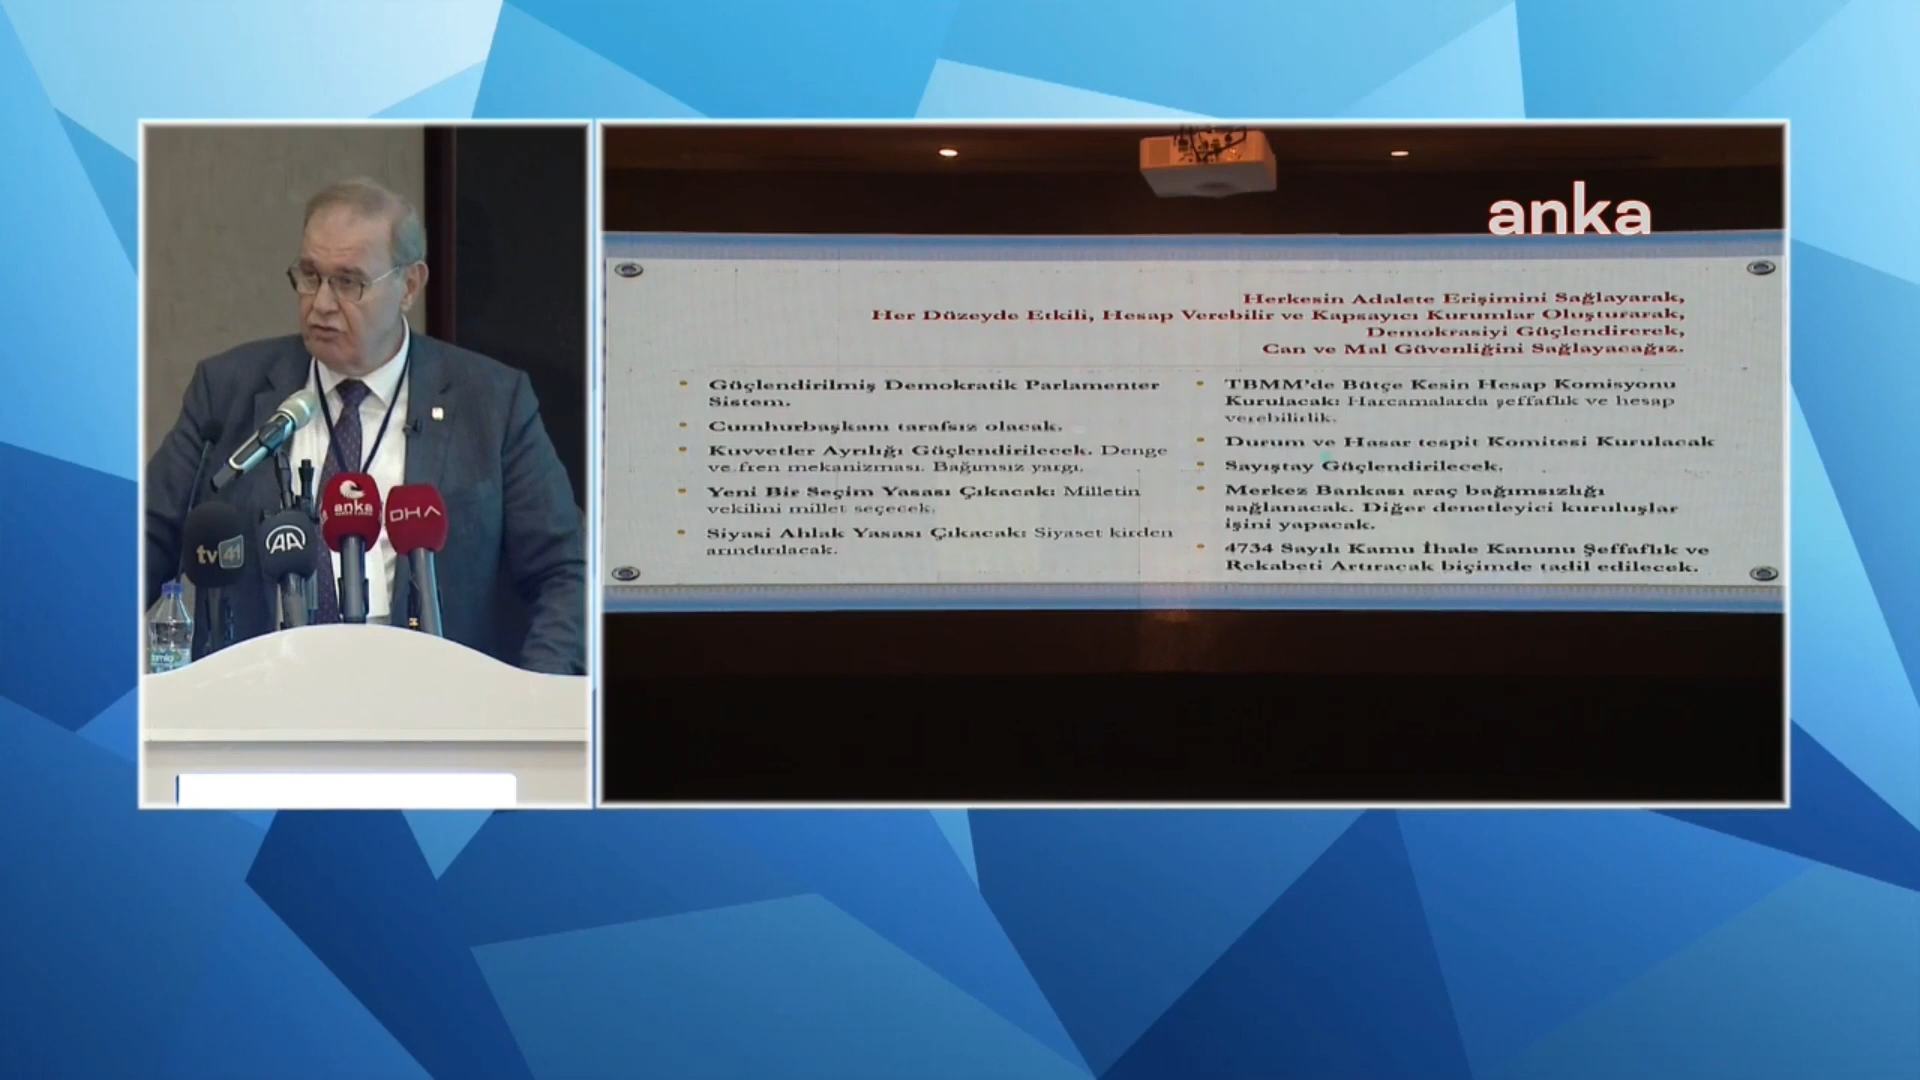 anka
Herkesin Adalete Erişimini Sağlayarak,
Her Düzeyde Etkili, Hesap Verebilir ve Kapsayıcı Kurumlar Oluşturarak,
Demokrasiyi Güçlendirerek,
Can ve Mal Güvenliğini Sağlayacağız.
• Güçlendirilmiş Demokratik Parlamenter
Sistem.
• Cumhurbaşkanı tarafsız olacak.
• Kuvvetler Ayrılığı Güçlendirilecek. Denge
ve fren mekanizması. Bağımsız yargı.
• Yeni Bir Seçim Yasası Çıkacak: Milletin
vekilini millet seçecek.
• Siyasi Ahlak Yasası Çıkacak: Siyaset kirden
arındırılacak.
• TBMM'de Bütçe Kesin Hesap Komisyonu
Kurulacak: Harcamalarda şeffaflık ve hesap
verebilirlik.
• Durum ve Hasar tespit Komitesi Kurulacak
• Sayıştay Güçlendirilecek.
• Merkez Bankası araç bağımsızlığı
sağlanacak. Diğer denetleyici kuruluşlar
işini yapacak.
• 4734 Sayılı Kamu İhale Kanunu Şeffaflık ve
Rekabeti Artıracak biçimde tadil edilecek.
anka
DHA
AA
tv41